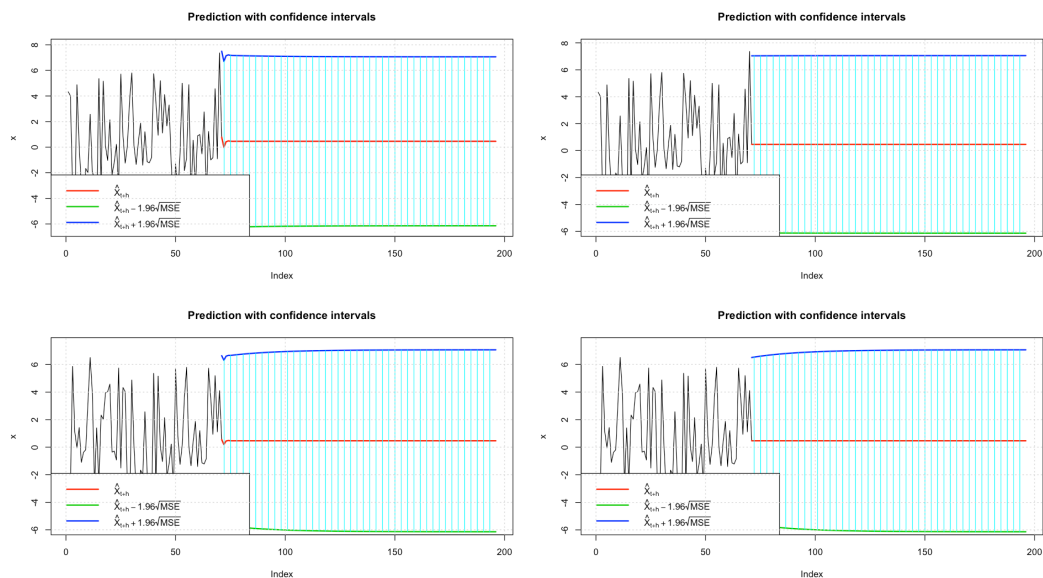 Prediction with confidence intervals
x
8
6
4
2
0
-2
-4
-6
X̂t+h
X̂t+h − 1.96√MSE
X̂t+h + 1.96√MSE
0 50 100 150 200
Index
Prediction with confidence intervals
x
8
6
4
2
0
-2
-4
-6
X̂t+h
X̂t+h − 1.96√MSE
X̂t+h + 1.96√MSE
0 50 100 150 200
Index
Prediction with confidence intervals
x
6
4
2
0
-2
-4
-6
X̂t+h
X̂t+h − 1.96√MSE
X̂t+h + 1.96√MSE
0 50 100 150 200
Index
Prediction with confidence intervals
x
6
4
2
0
-2
-4
-6
X̂t+h
X̂t+h − 1.96√MSE
X̂t+h + 1.96√MSE
0 50 100 150 200
Index